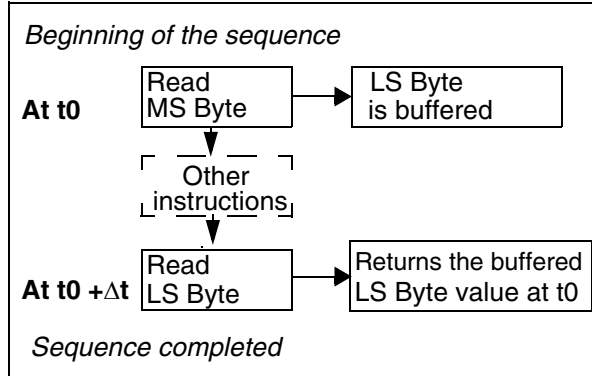 Beginning of the sequence
At t0
Read
MS Byte
LS Byte
is buffered
Other
instructions
At t0 +Δt
Read
LS Byte
Returns the buffered
LS Byte value at t0
Sequence completed